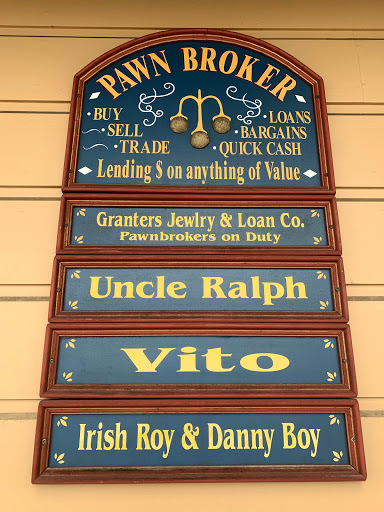 PAWN BROKER
· BUY · LOANS
· SELL · BARGAINS
· TRADE · QUICK CASH
Lending $ on anything of Value
Granters Jewlry & Loan Co.
Pawnbrokers on Duty
Uncle Ralph
Vito
Irish Roy & Danny Boy